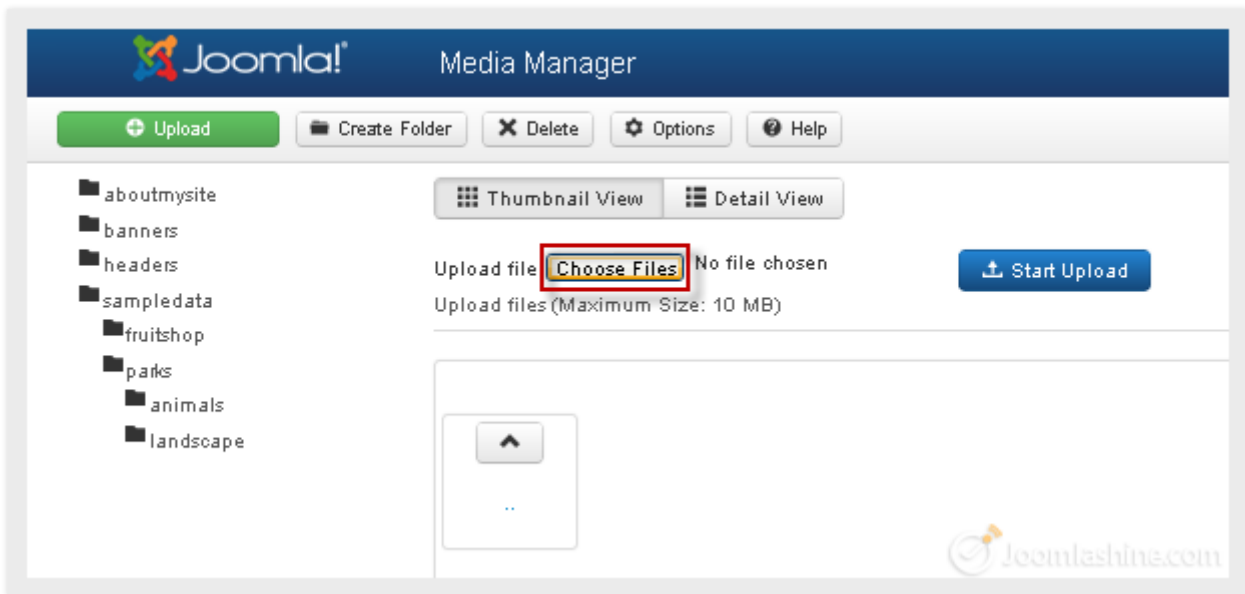 Joomla! Media Manager
Upload Create Folder Delete Options Help
aboutmysite
banners
headers
sampledata
fruitshop
parks
animals
landscape
Thumbnail View Detail View
Upload file Choose Files No file chosen Start Upload
Upload files (Maximum Size: 10 MB)
..
Joomlashine.com